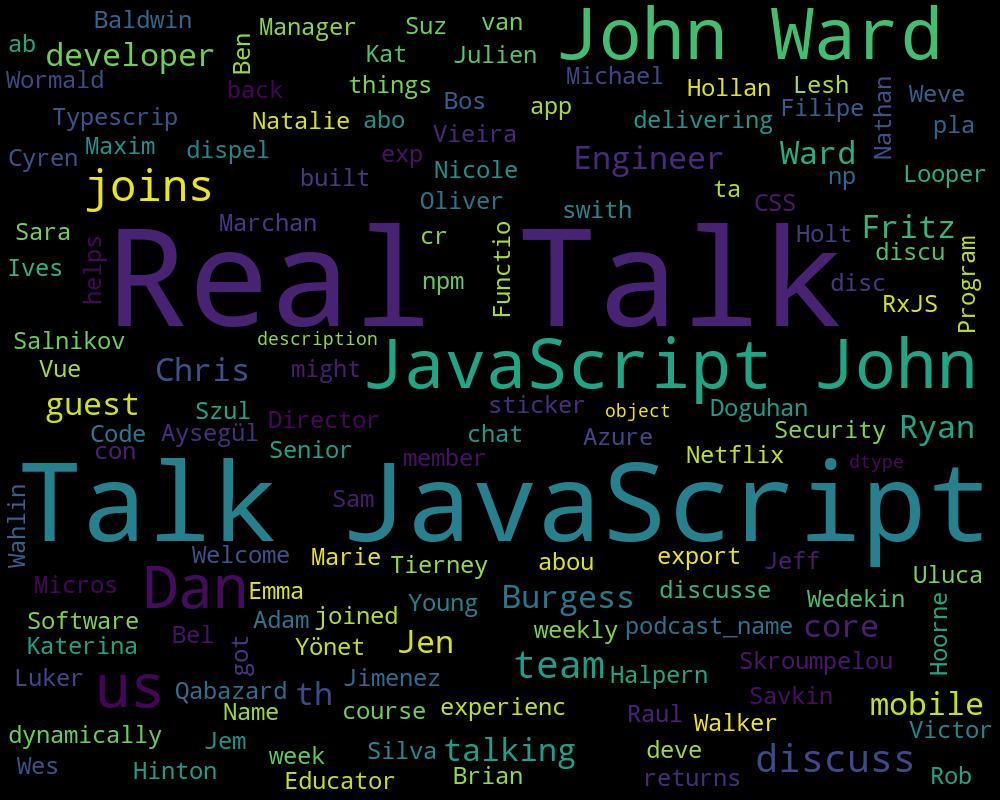 Baldwin
Manager
Suz
van
John Ward
ab
developer
Ben
Kat
Julien
Wormald
back
things
Michael
Hollan
Lesh
Nathan
Weve
Typescrip
Natalie
abo
Bos
app
delivering
Filipe
pla
Cyren
Maxim
dispel
exp
Vieira
Nicole
Engineer
Ward
np
Looper
joins
built
Oliver
swith
ta
CSS
Sara
helps
Marchan
cr
Functio
Holt
Fritz
discu
Program
Ives
Real Talk
npm
disc
RxJS
Salnikov
description
JavaScript John
Vue
Chris
might
guest
Szul
Director
sticker
object
Doguhan
Code
Aysegül
chat
Azure
Security
Ryan
con
Senior
member
Netflix
dtype
Talk JavaScript
Wahlin
Sam
Welcome
Marie
Tierney
abou
export
Jeff
Uluca
Micros
Dan
Emma
Young
Burgess
discusse
Wedekin
Hoorne
Software
Adam
joined
weekly
podcast_name
core
Katerina
Bel
got
Yönet
Jen
team
Halpern
Skroumpelou
Luker
us
Qabazard
th
Jimenez
Savkin
mobile
Name
course
experienc
Raul
Walker
Victor
dynamically
Jem
week
Silva
talking
deve
discuss
Wes
Hinton
Educator
Brian
returns
Rob